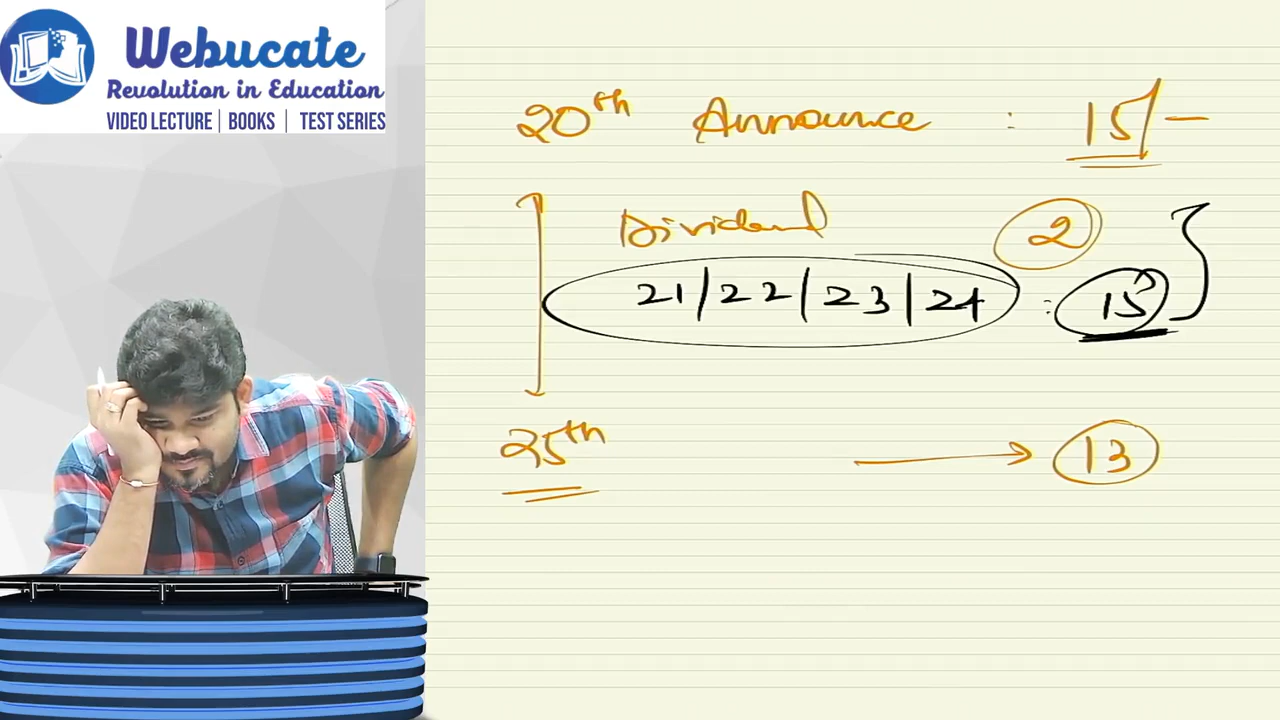 Webucate
Revolution in Education
VIDEO LECTURE | BOOKS | TEST SERIES
20th Announce : 15/-
Dividend 2
21/22/23/24 : 15
25th → 13